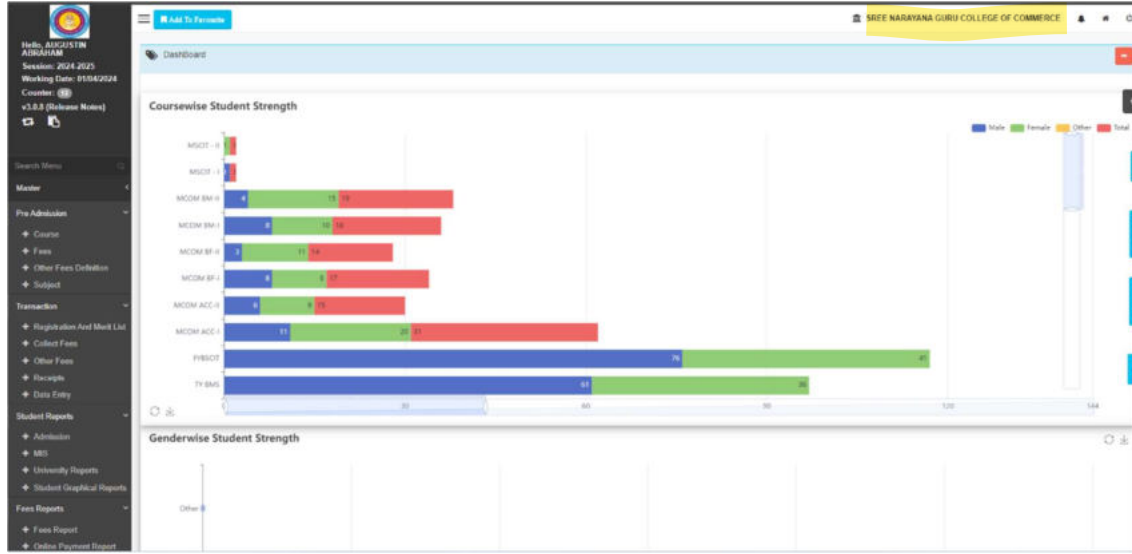 Add To Favourite
SREE NARAYANA GURU COLLEGE OF COMMERCE
Hello, AUGUSTIN
ABRAHAM
Session: 2024-2025
Working Date: 01/04/2024
Counter:
v3.0.8 (Release Notes)
Search Menu
Master
Pre Admission
Course
Fees
Other Fees Definition
Subject
Transaction
Registration And Merit List
Collect Fees
Other Fees
Receipts
Data Entry
Student Reports
Admission
MIS
University Reports
Student Graphical Reports
Fees Reports
Fees Report
Online Payment Report
DashBoard
Coursewise Student Strength
Male Female Other Total
MSCIT - II
MSCIT - I
MCOM BM-II 4 15 19
MCOM BM-I 8 10 18
MCOM BF-II 3 11 14
MCOM BF-I 8 9 17
MCOM ACC-II 6 9 15
MCOM ACC-I 11 20 31
FYBSCIT 76 41
TY BMS 61 36
30 60 90 120 144
Genderwise Student Strength
Other